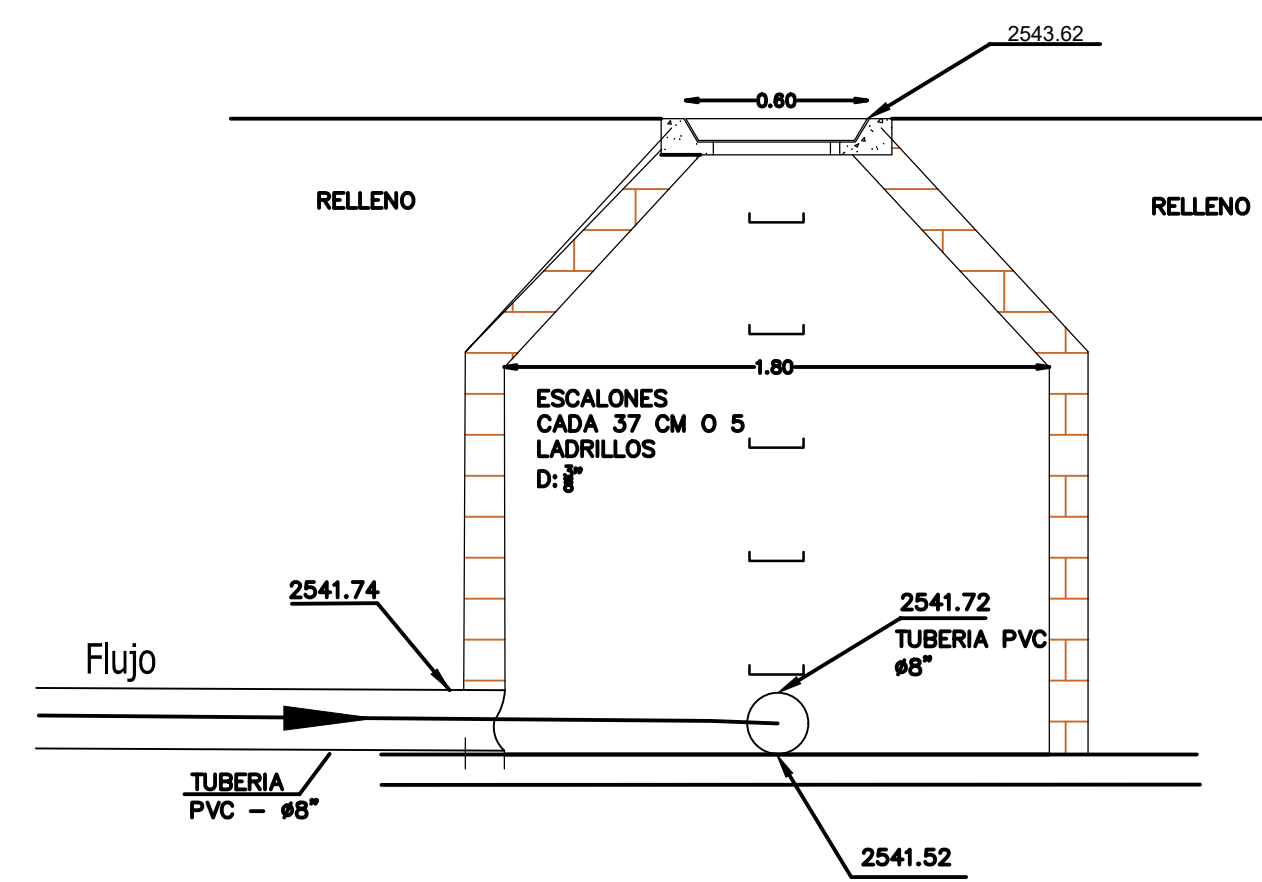 2543.62
0.60
RELLENO
RELLENO
1.80
ESCALONES
CADA 37 CM O 5
LADRILLOS
D: 3/8"
2541.74
2541.72
TUBERIA PVC
ø8"
Flujo
TUBERIA
PVC - ø8"
2541.52